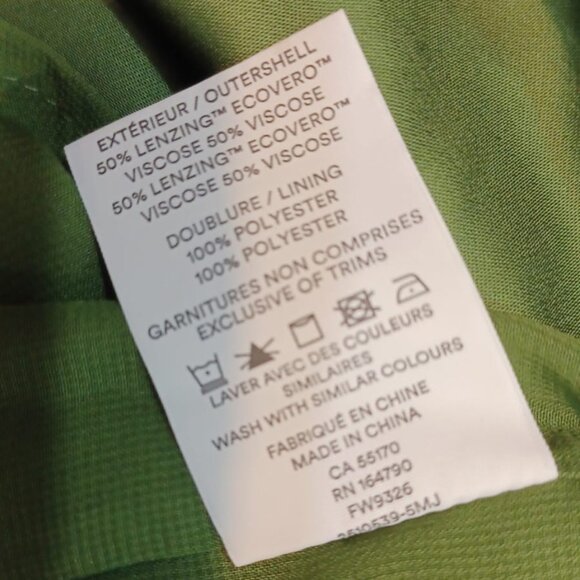 EXTÉRIEUR / OUTERSHELL
50% LENZING™ ECOVERO™
VISCOSE 50% VISCOSE
50% LENZING™ ECOVERO™
VISCOSE 50% VISCOSE
DOUBLURE / LINING
100% POLYESTER
100% POLYESTER
GARNITURES NON COMPRISES
EXCLUSIVE OF TRIMS
LAVER AVEC DES COULEURS
SIMILAIRES
WASH WITH SIMILAR COLOURS
FABRIQUÉ EN CHINE
MADE IN CHINA
CA 55170
RN 164790
FW9326